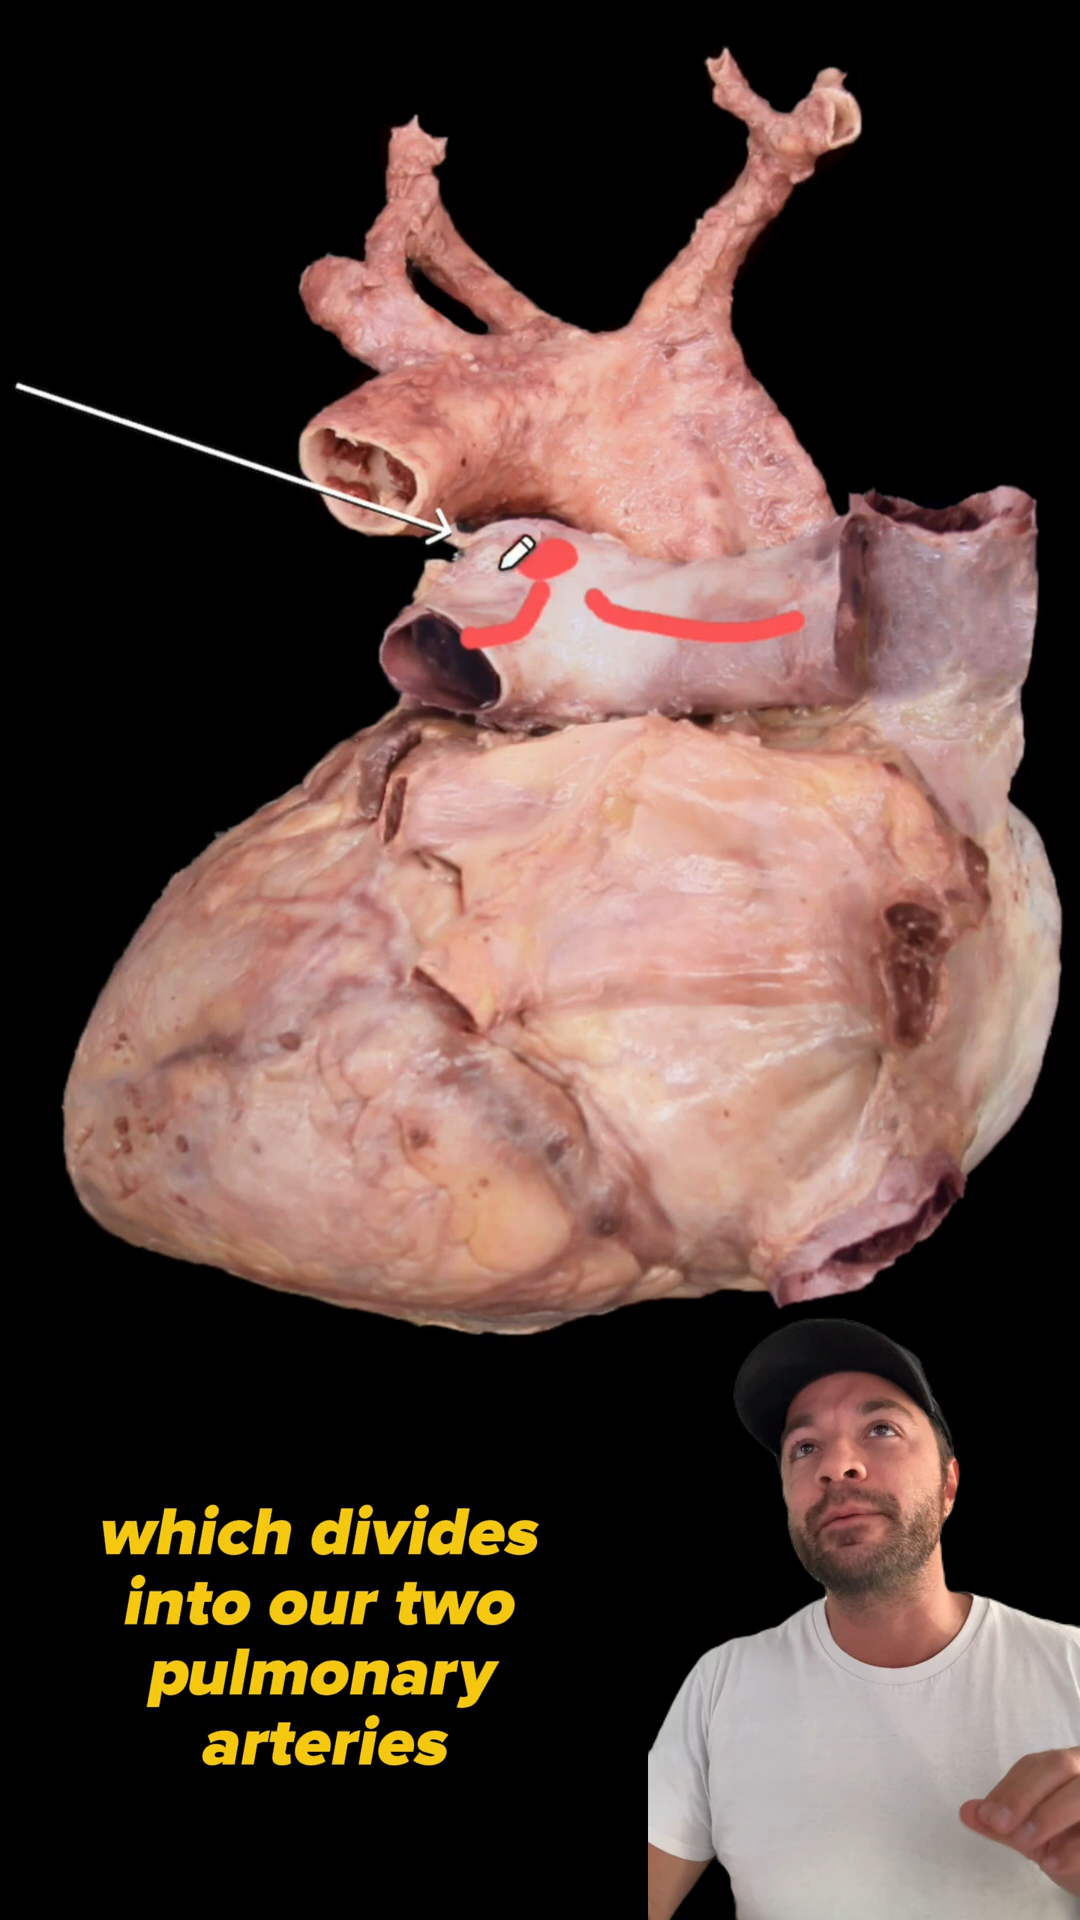 which divides
into our two
pulmonary
arteries